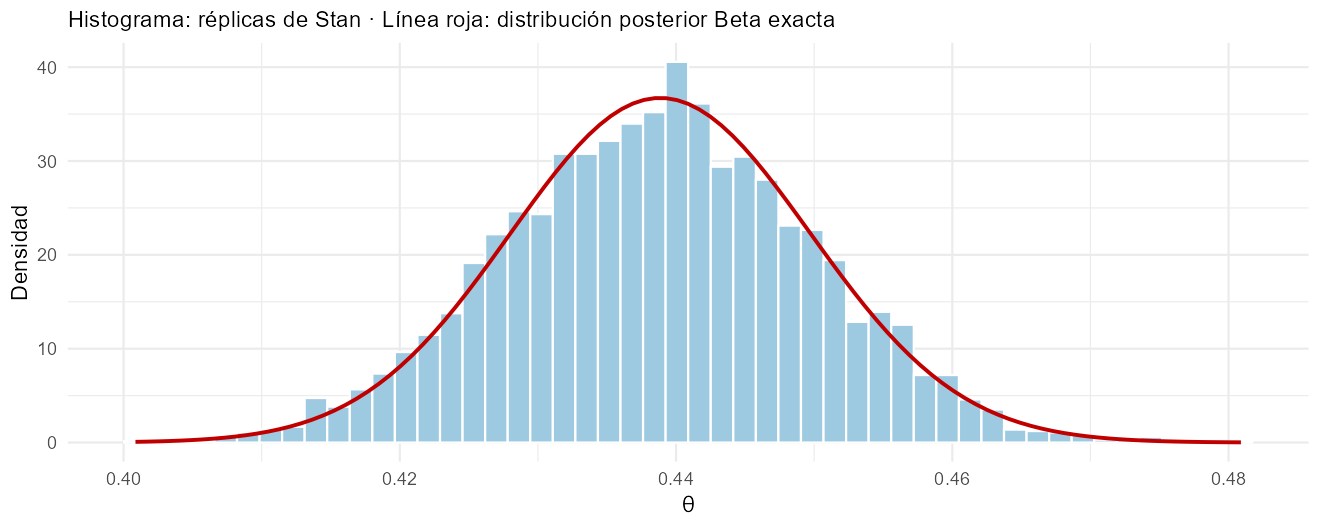 Histograma: réplicas de Stan · Línea roja: distribución posterior Beta exacta
40
30
20
10
0
Densidad
0.40 0.42 0.44 0.46 0.48
θ